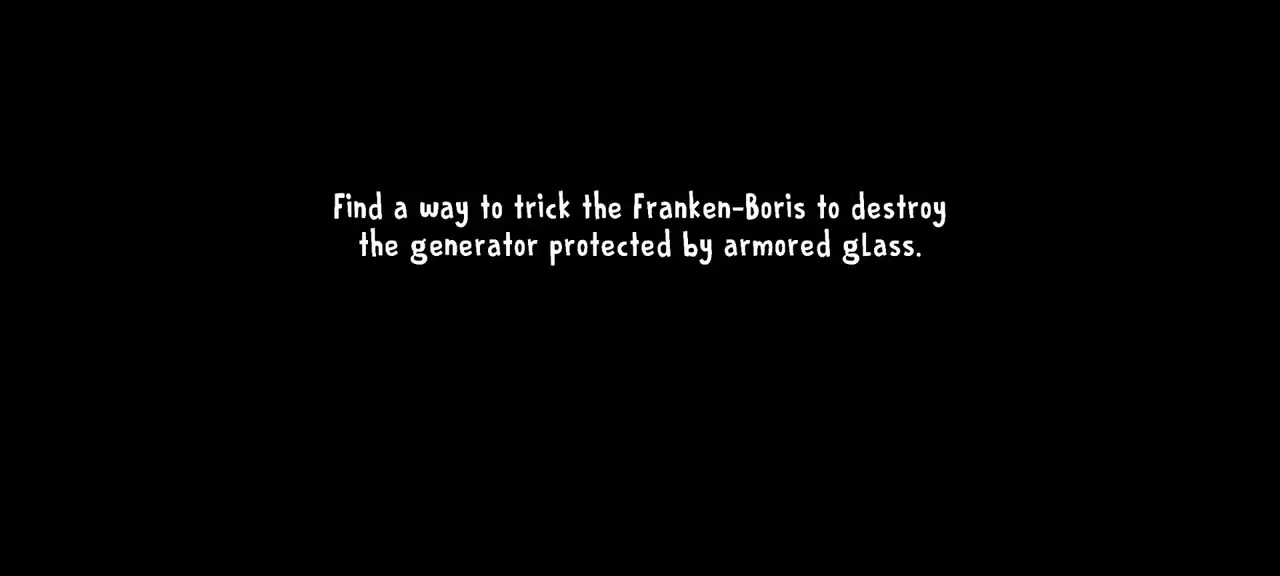 Find a way to trick the Franken-Boris to destroy
the generator protected by armored glass.